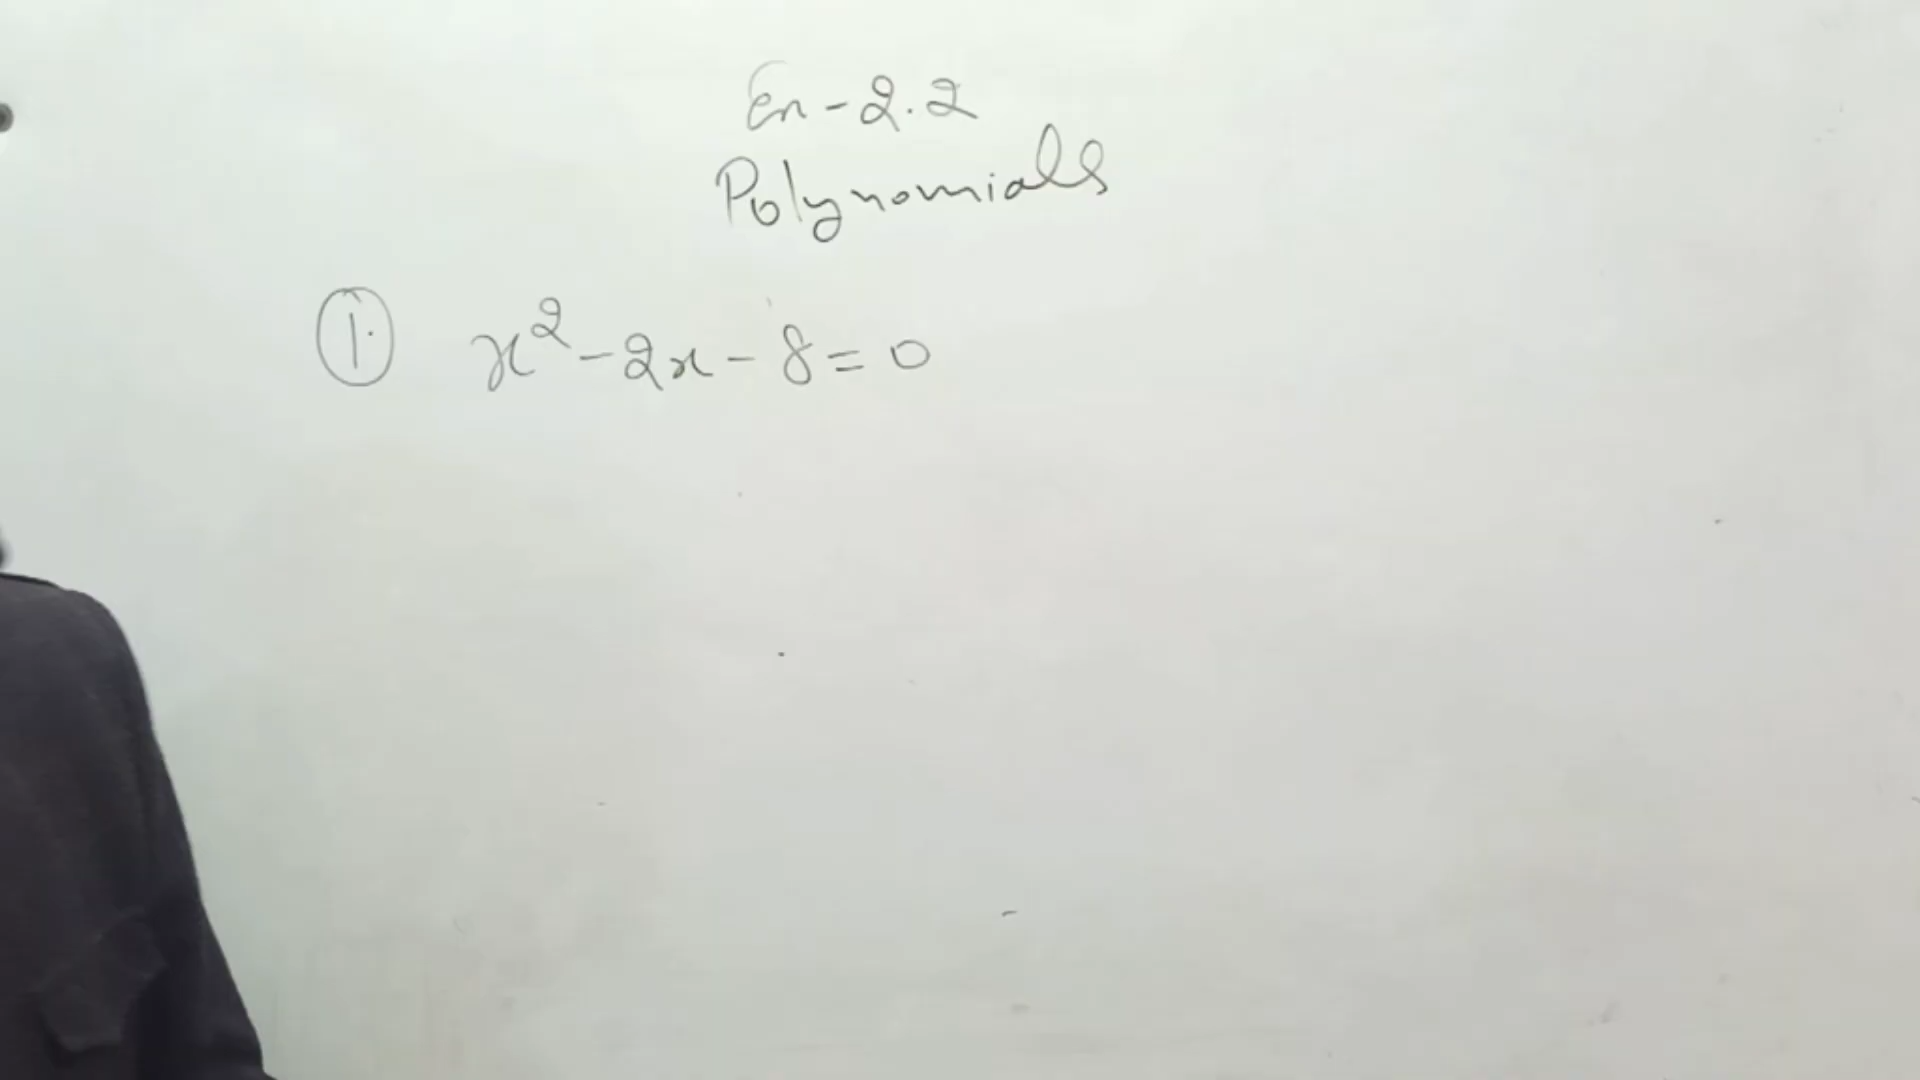 Ex-2.2
Polynomials
1. x² - 2x - 8 = 0